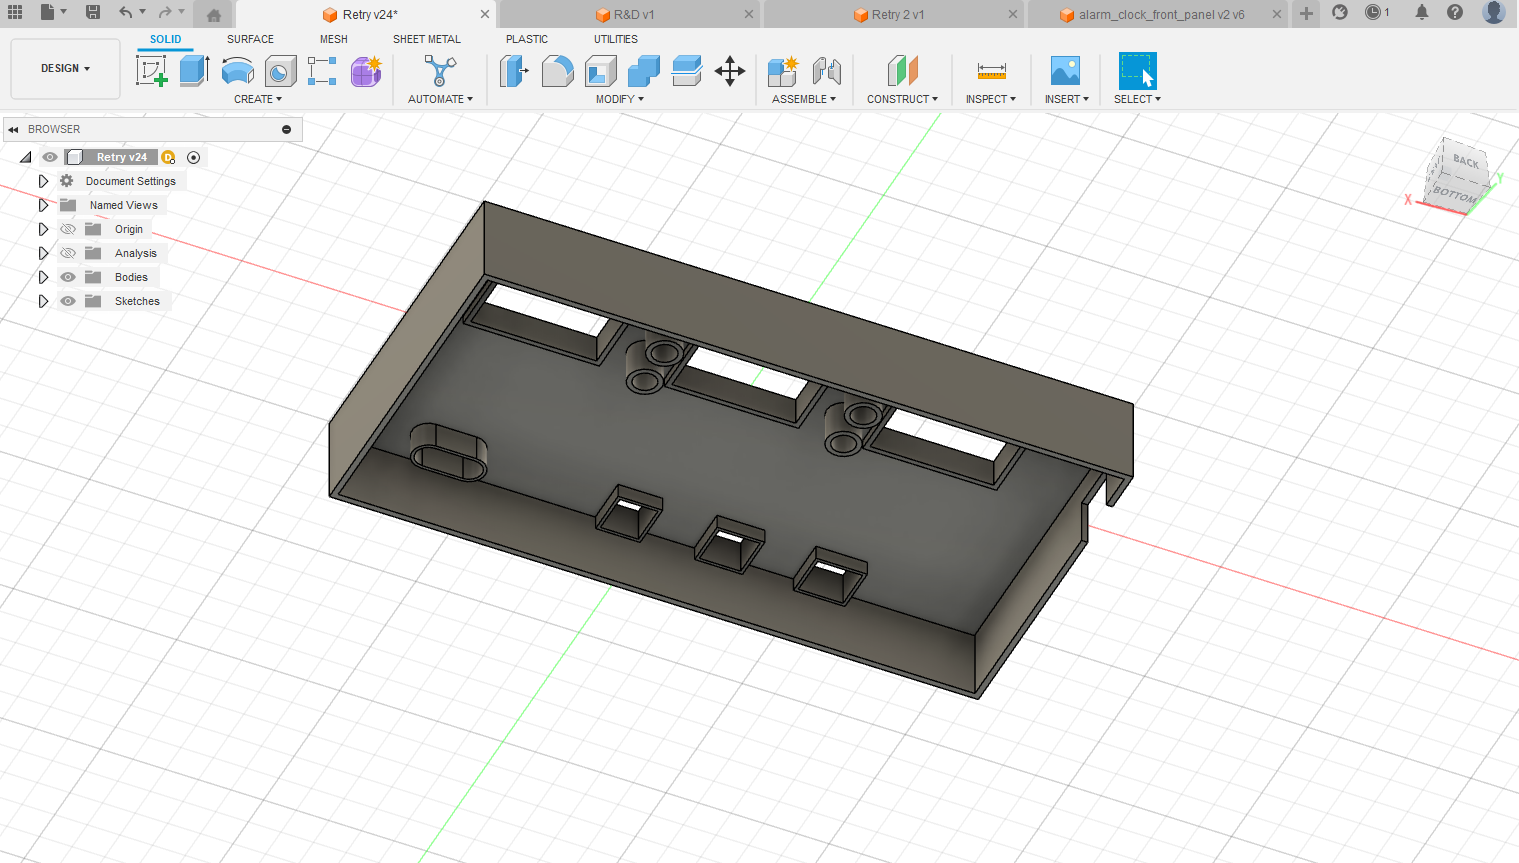 Retry v24*
R&D v1
Retry 2 v1
alarm_clock_front_panel v2 v6
1
SOLID
SURFACE
MESH
SHEET METAL
PLASTIC
UTILITIES
DESIGN
CREATE
AUTOMATE
MODIFY
ASSEMBLE
CONSTRUCT
INSPECT
INSERT
SELECT
BROWSER
Retry v24
D
Document Settings
Named Views
Origin
Analysis
Bodies
Sketches
BACK
BOTTOM
X
Y